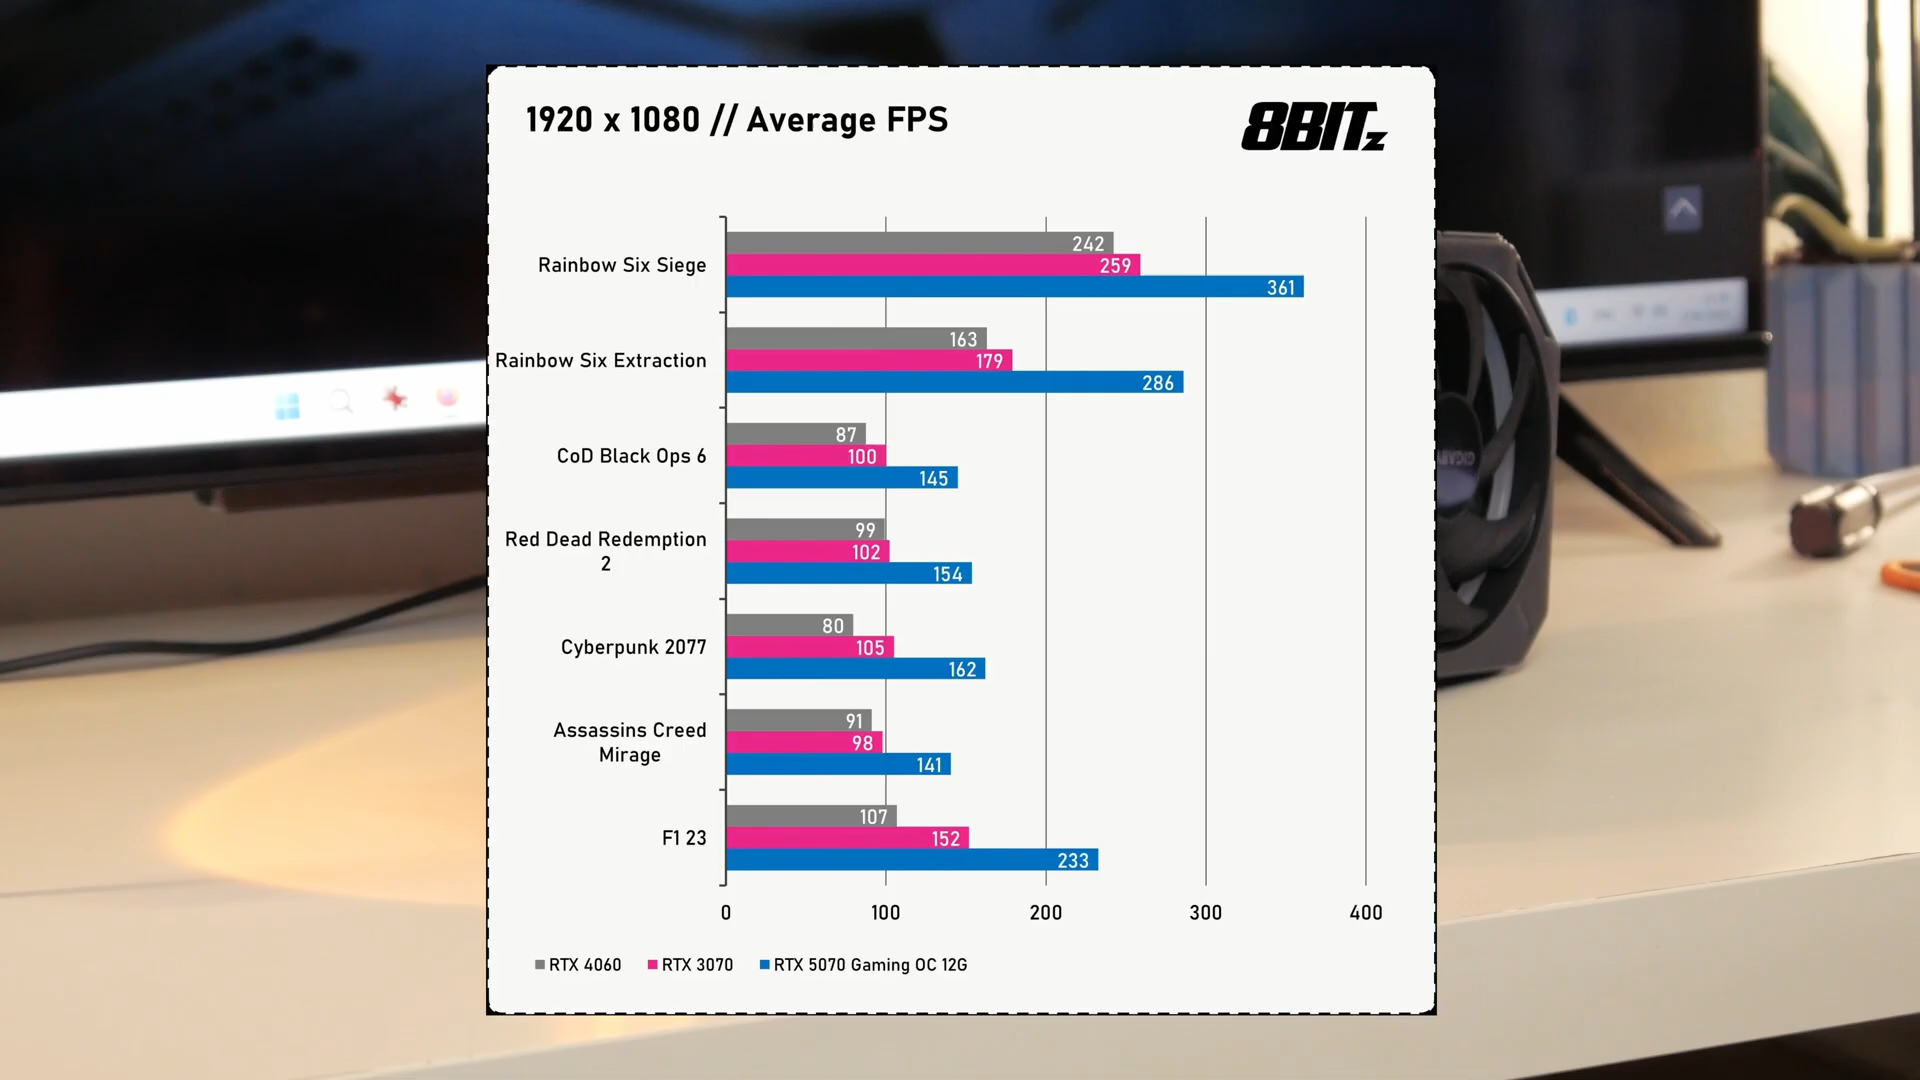 1920 x 1080 // Average FPS
8BITz
Rainbow Six Siege
242
259
361
Rainbow Six Extraction
163
179
286
CoD Black Ops 6
87
100
145
Red Dead Redemption
2
99
102
154
Cyberpunk 2077
80
105
162
Assassins Creed
Mirage
91
98
141
F1 23
107
152
233
0 100 200 300 400
RTX 4060 RTX 3070 RTX 5070 Gaming OC 12G